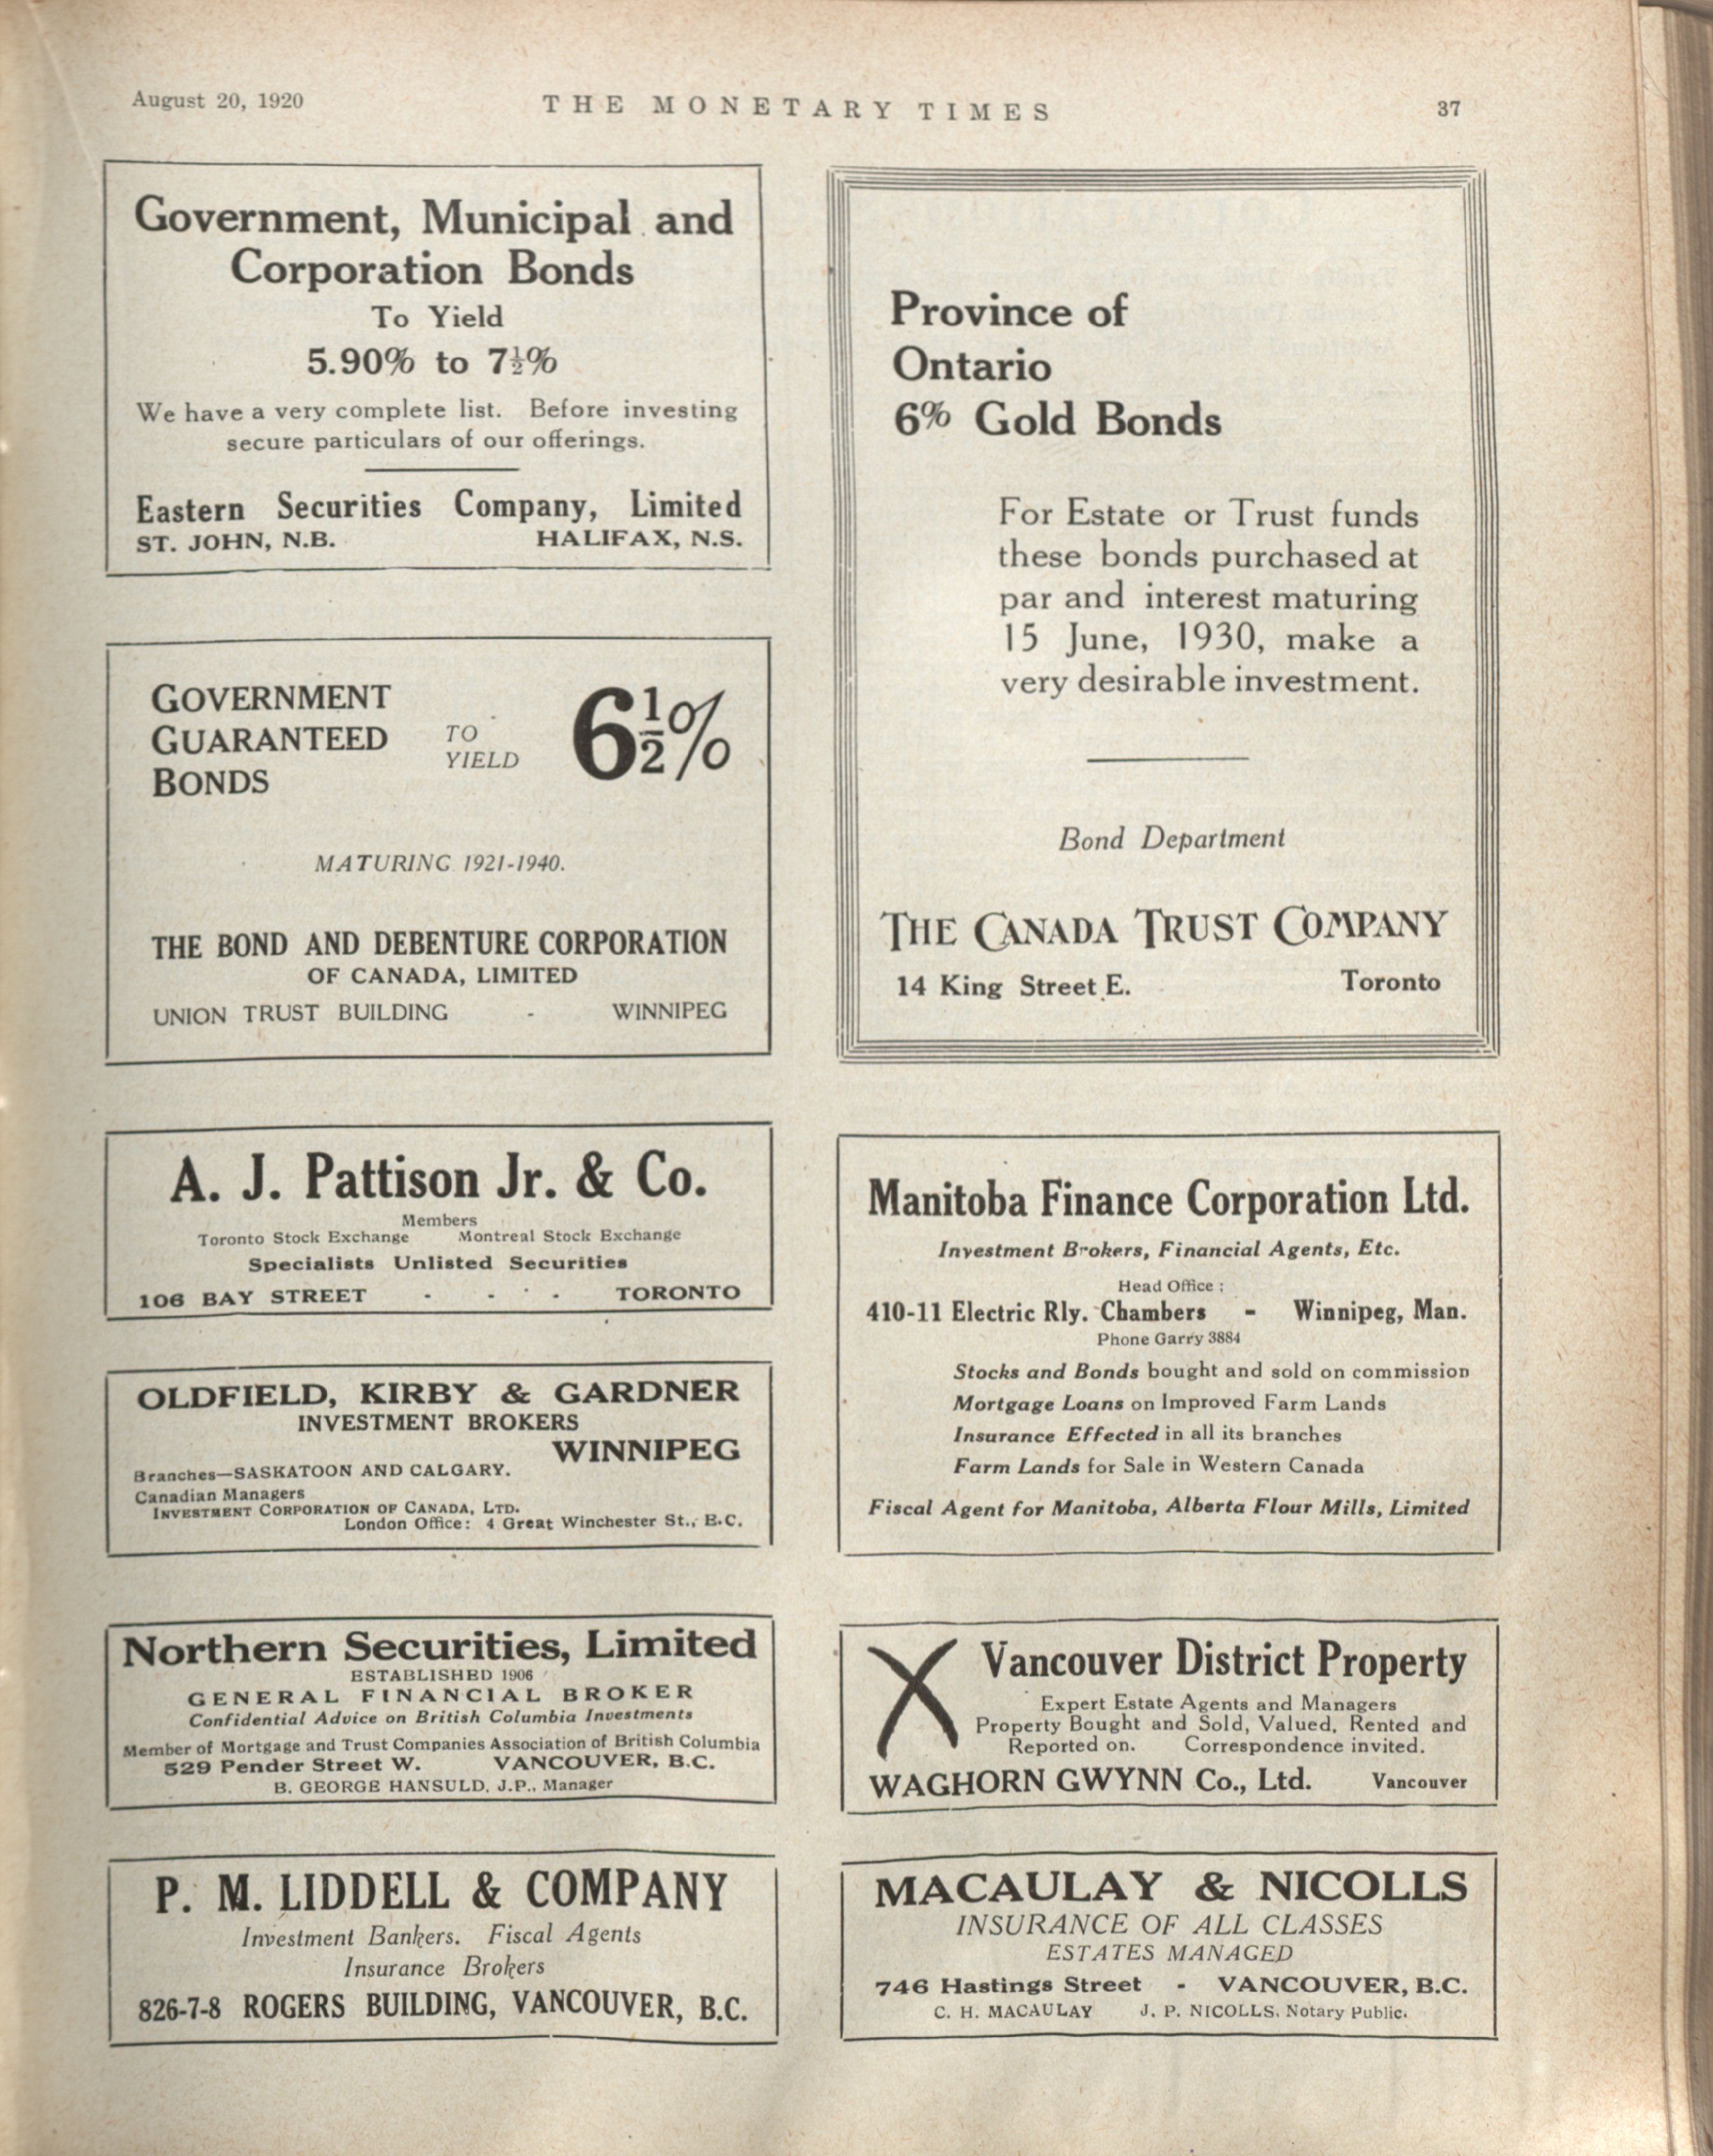 August 20, 1920
THE MONETARY TIMES
37
Government, Municipal and
Corporation Bonds
To Yield
5.90% to 7½%
We have a very complete list. Before investing
secure particulars of our offerings.
Eastern Securities Company, Limited
ST. JOHN, N.B. HALIFAX, N.S.
GOVERNMENT
GUARANTEED
BONDS
TO
YIELD
6½%
MATURING 1921-1940.
THE BOND AND DEBENTURE CORPORATION
OF CANADA, LIMITED
UNION TRUST BUILDING - WINNIPEG
A. J. Pattison Jr. & Co.
Members
Toronto Stock Exchange Montreal Stock Exchange
Specialists Unlisted Securities
106 BAY STREET - - - TORONTO
OLDFIELD, KIRBY & GARDNER
INVESTMENT BROKERS
WINNIPEG
Branches—SASKATOON AND CALGARY.
Canadian Managers
INVESTMENT CORPORATION OF CANADA, LTD.
London Office: 4 Great Winchester St., E.C.
Northern Securities, Limited
ESTABLISHED 1906
GENERAL FINANCIAL BROKER
Confidential Advice on British Columbia Investments
Member of Mortgage and Trust Companies Association of British Columbia
529 Pender Street W. VANCOUVER, B.C.
B. GEORGE HANSULD, J.P., Manager
P. M. LIDDELL & COMPANY
Investment Bankers. Fiscal Agents
Insurance Brokers
826-7-8 ROGERS BUILDING, VANCOUVER, B.C.
Province of
Ontario
6% Gold Bonds
For Estate or Trust funds
these bonds purchased at
par and interest maturing
15 June, 1930, make a
very desirable investment.
Bond Department
THE CANADA TRUST COMPANY
14 King Street E. Toronto
Manitoba Finance Corporation Ltd.
Investment Brokers, Financial Agents, Etc.
Head Office:
410-11 Electric Rly. Chambers - Winnipeg, Man.
Phone Garry 3884
Stocks and Bonds bought and sold on commission
Mortgage Loans on Improved Farm Lands
Insurance Effected in all its branches
Farm Lands for Sale in Western Canada
Fiscal Agent for Manitoba, Alberta Flour Mills, Limited
X
Vancouver District Property
Expert Estate Agents and Managers
Property Bought and Sold, Valued, Rented and
Reported on. Correspondence invited.
WAGHORN GWYNN Co., Ltd. Vancouver
MACAULAY & NICOLLS
INSURANCE OF ALL CLASSES
ESTATES MANAGED
746 Hastings Street - VANCOUVER, B.C.
C. H. MACAULAY J. P. NICOLLS, Notary Public.